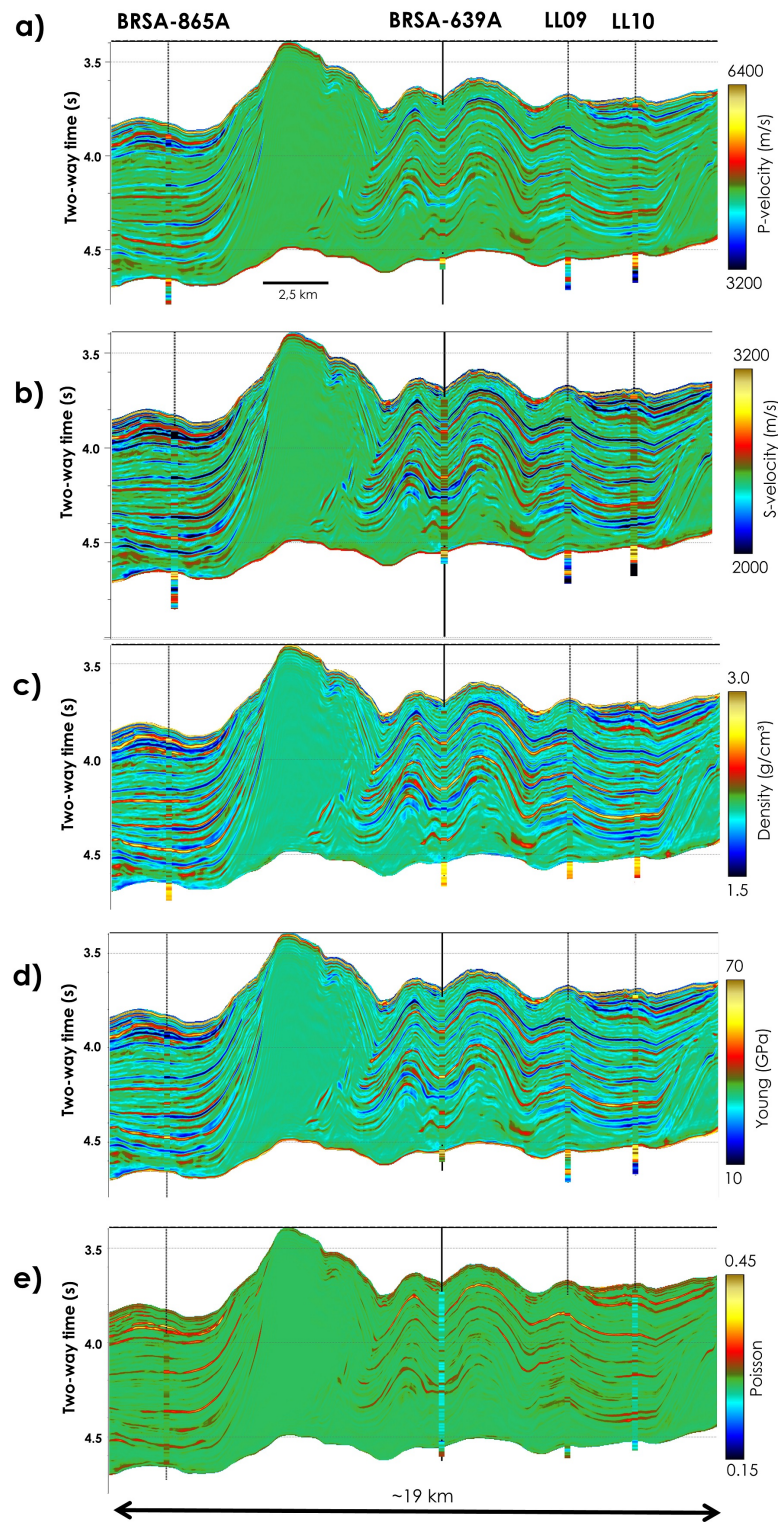 a)
BRSA-865A BRSA-639A LL09 LL10
3.5
4.0
4.5
Two-way time (s)
2,5 km
6400
3200
P-velocity (m/s)
b)
3.5
4.0
4.5
Two-way time (s)
3200
2000
S-velocity (m/s)
c)
3.5
4.0
4.5
Two-way time (s)
3.0
1.5
Density (g/cm³)
d)
3.5
4.0
4.5
Two-way time (s)
70
10
Young (GPa)
e)
3.5
4.0
4.5
Two-way time (s)
0.45
0.15
Poisson
~19 km